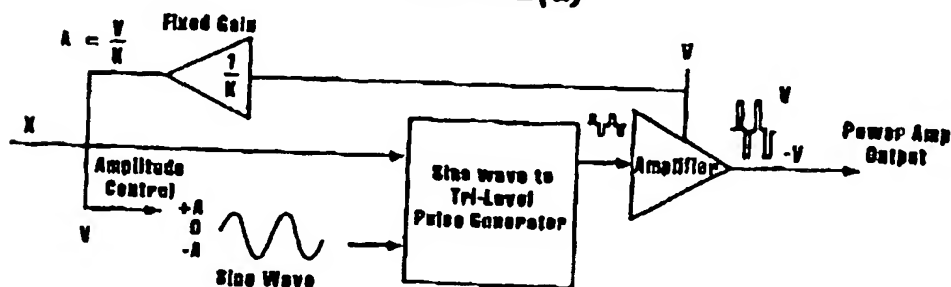 (a)
Fixed Gain
A = V/K
1/K
V
V
-V
X
Power Amp
Output
Amplifier
Amplitude
Control
Sine wave to
Tri-Level
Pulse Generator
+A
0
-A
V
Sine Wave